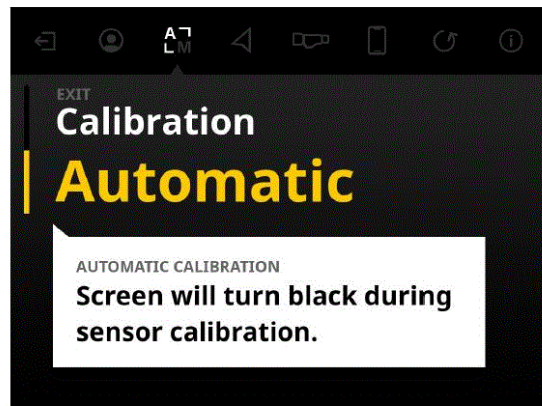 A
L M
EXIT
Calibration
Automatic
AUTOMATIC CALIBRATION
Screen will turn black during
sensor calibration.